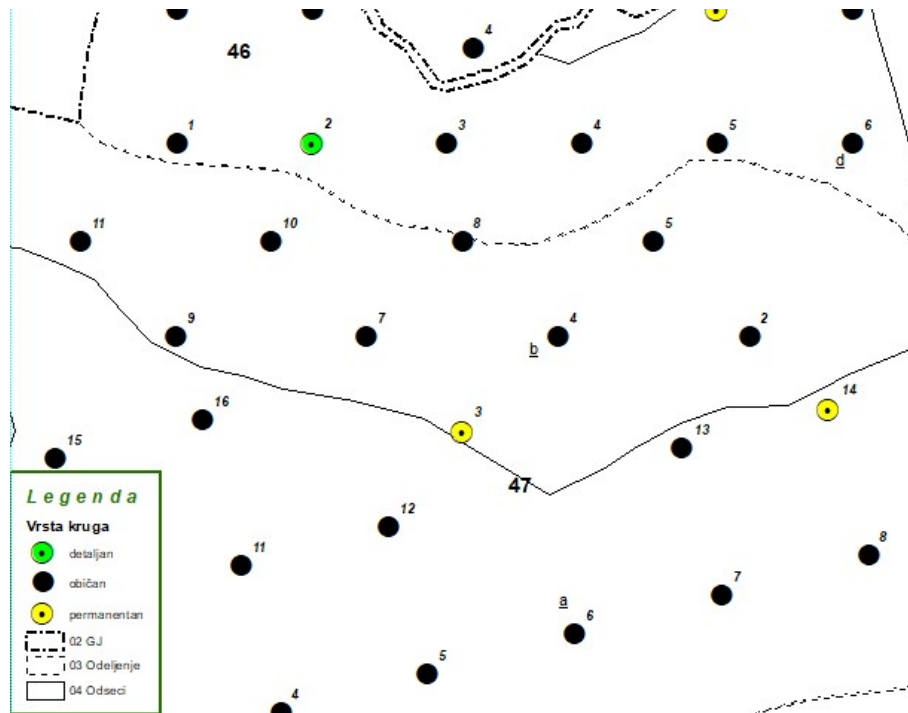 4
46
1
2
3
4
5
6
d
11
10
8
5
9
7
4
2
b
14
3
16
13
15
47
12
11
8
7
a
6
5
4
Legenda
Vrsta kruga
detaljan
običan
permanentan
02 GJ
03 Odeljenje
04 Odseci